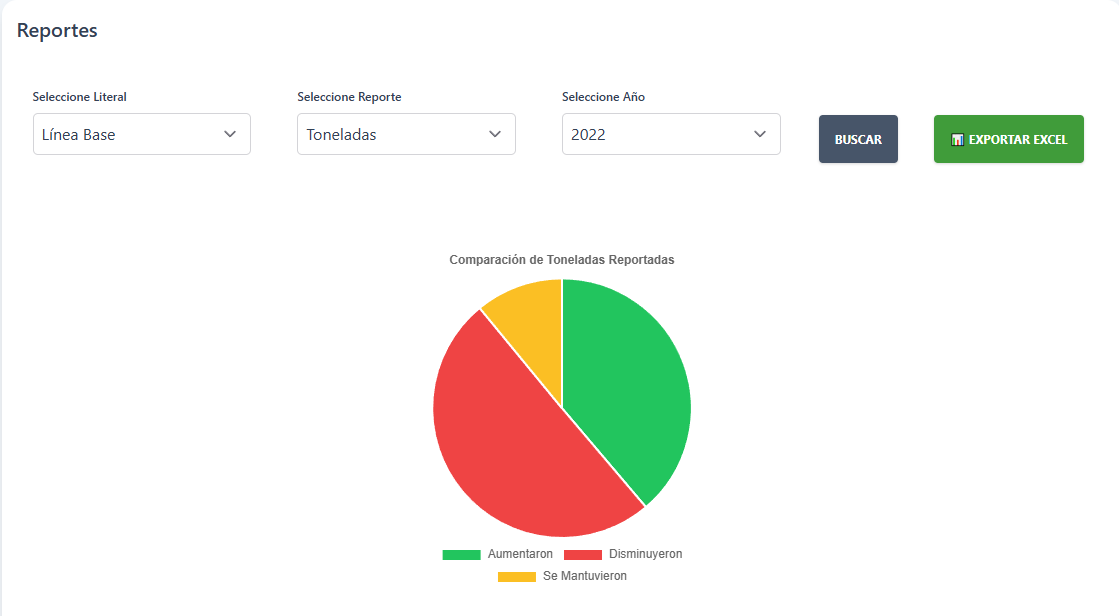 Reportes
Seleccione Literal
Línea Base
Seleccione Reporte
Toneladas
Seleccione Año
2022
BUSCAR
EXPORTAR EXCEL
Comparación de Toneladas Reportadas
Aumentaron
Disminuyeron
Se Mantuvieron